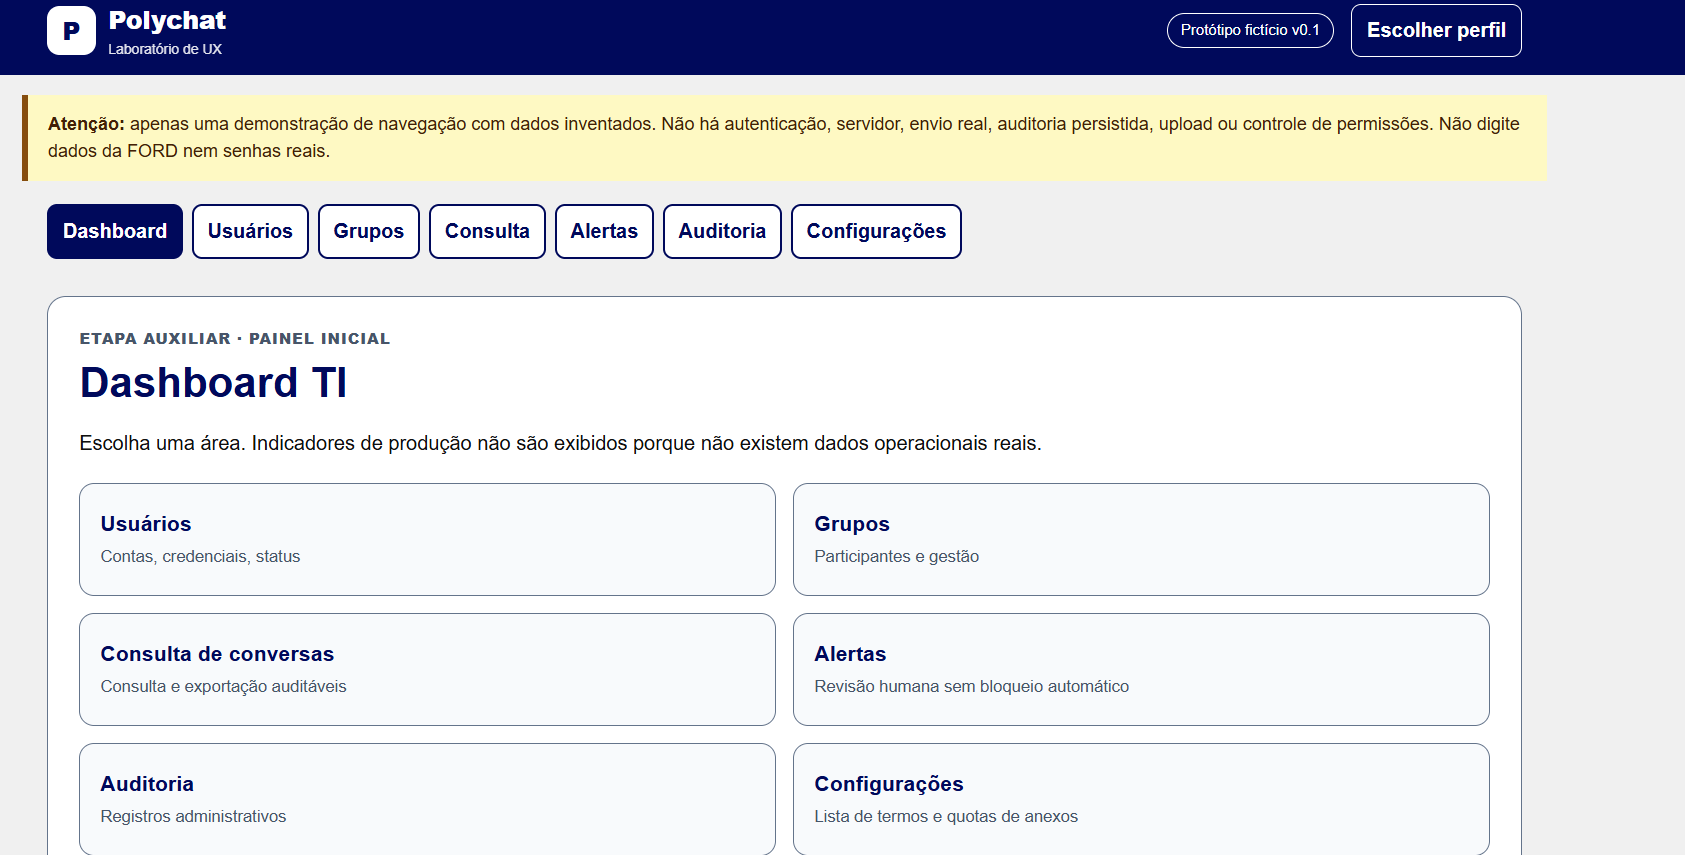 P
Polychat
Laboratório de UX
Protótipo fictício v0.1
Escolher perfil
Atenção: apenas uma demonstração de navegação com dados inventados. Não há autenticação, servidor, envio real, auditoria persistida, upload ou controle de permissões. Não digite
dados da FORD nem senhas reais.
Dashboard
Usuários
Grupos
Consulta
Alertas
Auditoria
Configurações
ETAPA AUXILIAR · PAINEL INICIAL
Dashboard TI
Escolha uma área. Indicadores de produção não são exibidos porque não existem dados operacionais reais.
Usuários
Contas, credenciais, status
Grupos
Participantes e gestão
Consulta de conversas
Consulta e exportação auditáveis
Alertas
Revisão humana sem bloqueio automático
Auditoria
Registros administrativos
Configurações
Lista de termos e quotas de anexos